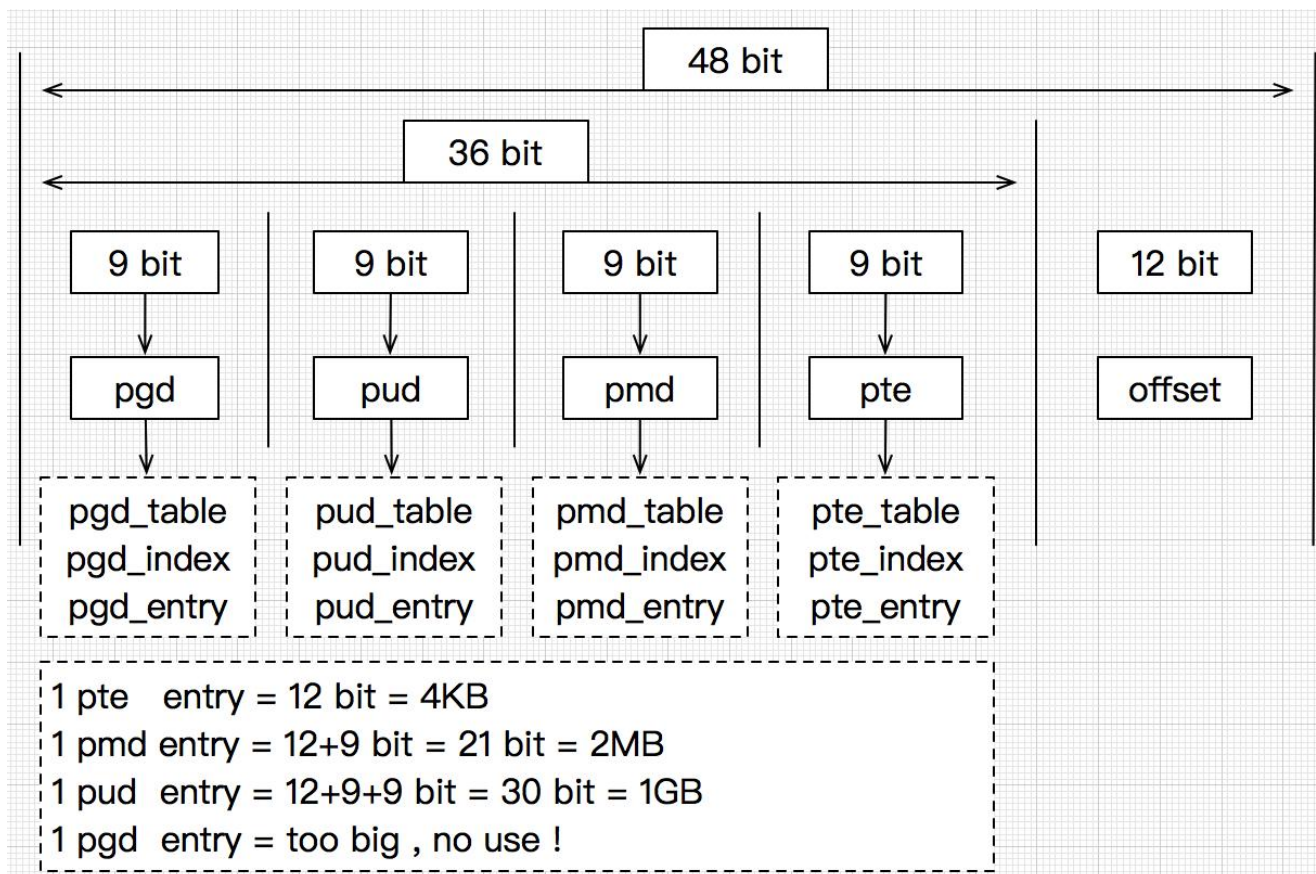 48 bit
36 bit
9 bit
9 bit
9 bit
9 bit
12 bit
pgd
pud
pmd
pte
offset
pgd_table
pgd_index
pgd_entry
pud_table
pud_index
pud_entry
pmd_table
pmd_index
pmd_entry
pte_table
pte_index
pte_entry
1 pte entry = 12 bit = 4KB
1 pmd entry = 12+9 bit = 21 bit = 2MB
1 pud entry = 12+9+9 bit = 30 bit = 1GB
1 pgd entry = too big , no use !